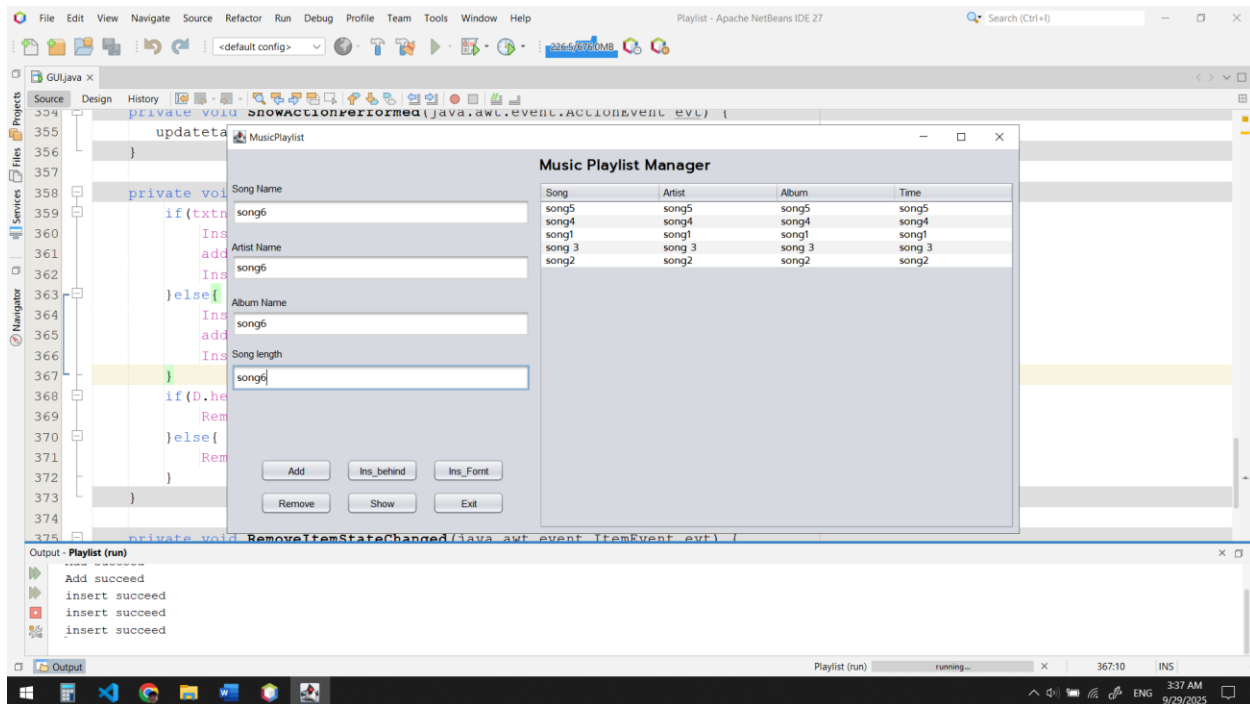 File Edit View Navigate Source Refactor Run Debug Profile Team Tools Window Help
Playlist - Apache NetBeans IDE 27
Search (Ctrl+I)
<default config>
226.5/676.0MB
GUI.java
Source Design History
Projects
Files
Services
Navigator
354 private void ShowActionPerformed(java.awt.event.ActionEvent evt) {
355 updateta
356 }
357
358 private voi
359 if(txtn
360 Ins
361 add
362 Ins
363 }else{
364 Ins
365 add
366 Ins
367 }
368 if(D.he
369 Rem
370 }else{
371 Rem
372 }
373 }
374
375 private void RemoveItemStateChanged(java.awt.event.ItemEvent evt) {
MusicPlaylist
Music Playlist Manager
Song Name
song6
Artist Name
song6
Album Name
song6
Song length
song6
Add Ins_behind Ins_Fornt
Remove Show Exit
Song Artist Album Time
song5 song5 song5 song5
song4 song4 song4 song4
song1 song1 song1 song1
song 3 song 3 song 3 song 3
song2 song2 song2 song2
Output - Playlist (run)
Add succeed
insert succeed
insert succeed
insert succeed
Output
Playlist (run) running...
367:10 INS
ENG
3:37 AM
9/29/2025